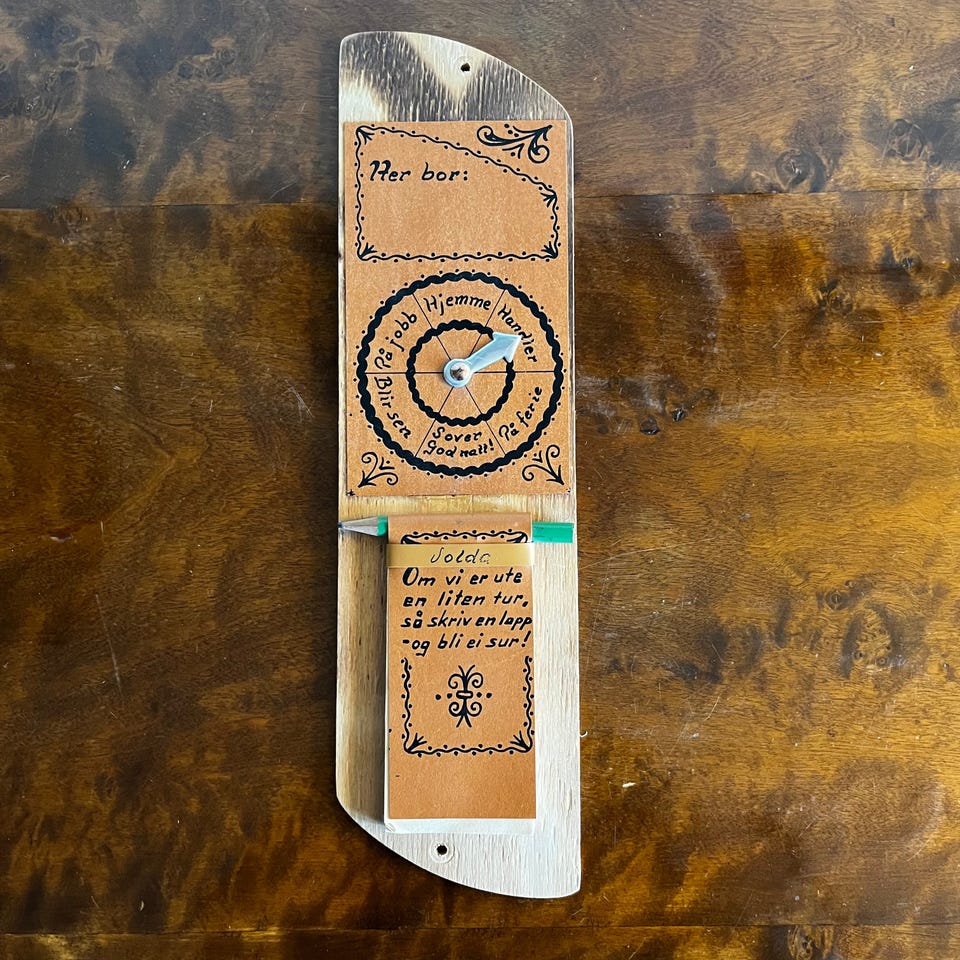 Her bor:
Hjemme
Handler
På ferie
Sover
God natt!
Blir sen
På jobb
Volda
Om vi er ute
en liten tur,
så skriv en lapp
-og bli ei sur!